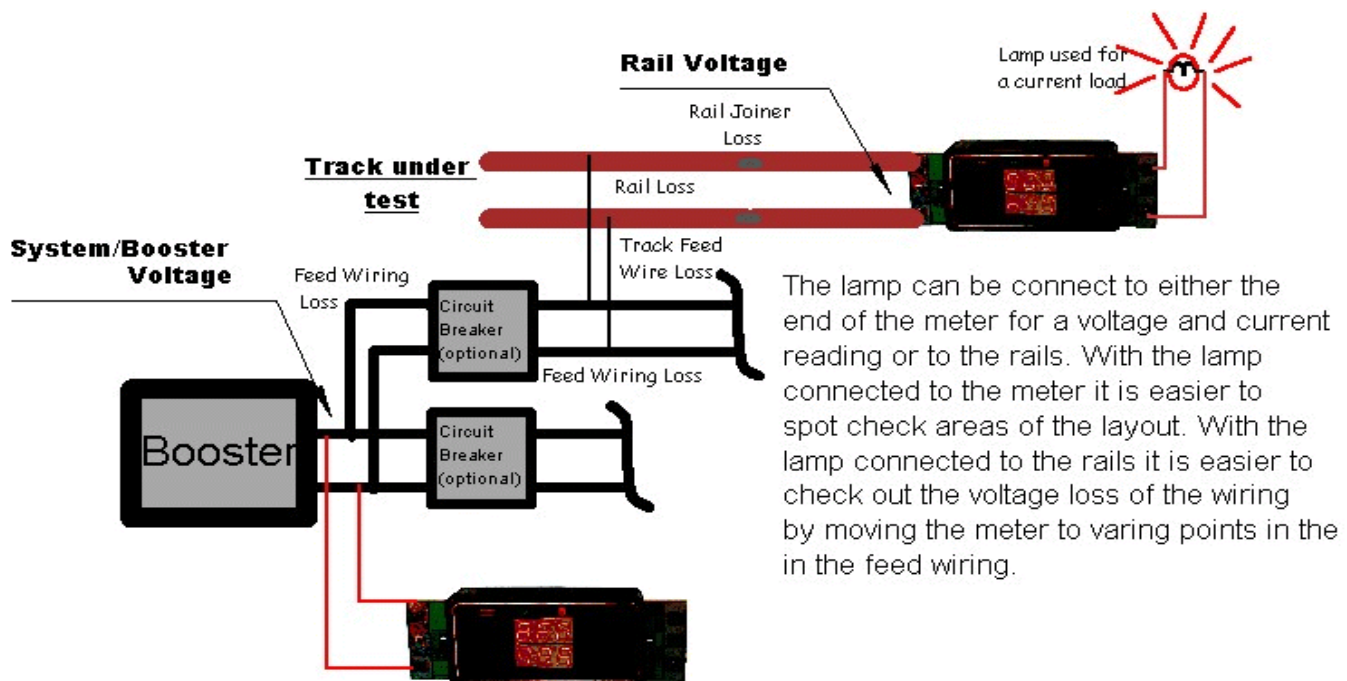 Lamp used for
a current load
Rail Voltage
Rail Joiner
Loss
Track under
test
Rail Loss
System/Booster
Voltage
Feed Wiring
Loss
Track Feed
Wire Loss
Circuit
Breaker
(optional)
Feed Wiring Loss
Booster
Circuit
Breaker
(optional)
The lamp can be connect to either the
end of the meter for a voltage and current
reading or to the rails. With the lamp
connected to the meter it is easier to
spot check areas of the layout. With the
lamp connected to the rails it is easier to
check out the voltage loss of the wiring
by moving the meter to varing points in the
in the feed wiring.